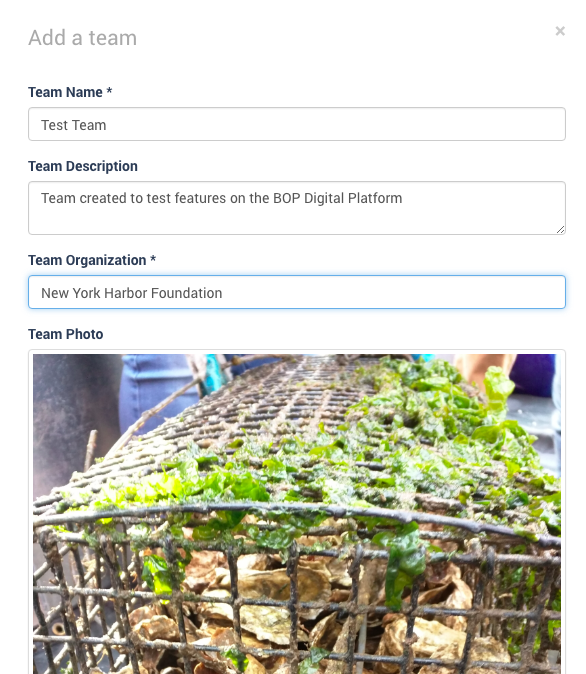 Add a team
×
Team Name *
Test Team
Team Description
Team created to test features on the BOP Digital Platform
Team Organization *
New York Harbor Foundation
Team Photo